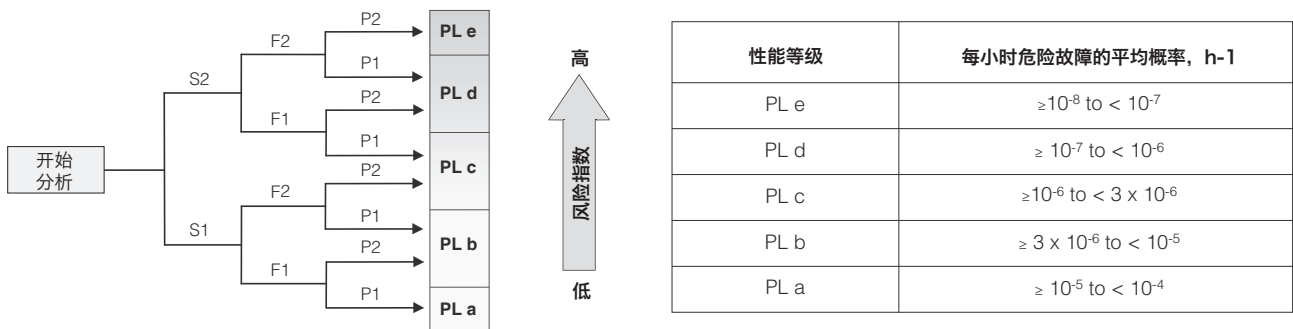 开始
分析
S2
S1
F2
F1
F2
F1
P2
P1
P2
P1
P2
P1
P2
P1
PL e
PL d
PL c
PL b
PL a
高
风险指数
低
性能等级 每小时危险故障的平均概率，h-1
PL e ≥10-8 to < 10-7
PL d ≥ 10-7 to < 10-6
PL c ≥10-6 to < 3 x 10-6
PL b ≥ 3 x 10-6 to < 10-5
PL a ≥ 10-5 to < 10-4